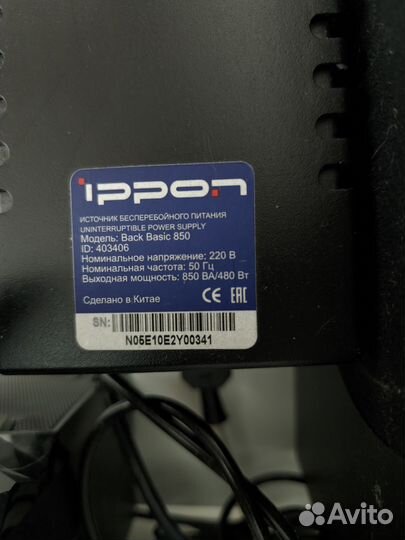 ippon
ИСТОЧНИК БЕСПЕРЕБОЙНОГО ПИТАНИЯ
UNINTERRUPTIBLE POWER SUPPLY
Модель: Back Basic 850
ID: 403406
Номинальное напряжение: 220 В
Номинальная частота: 50 Гц
Выходная мощность: 850 ВА/480 Вт
Сделано в Китае CE EAC
SN:
N05E10E2Y00341
Avito